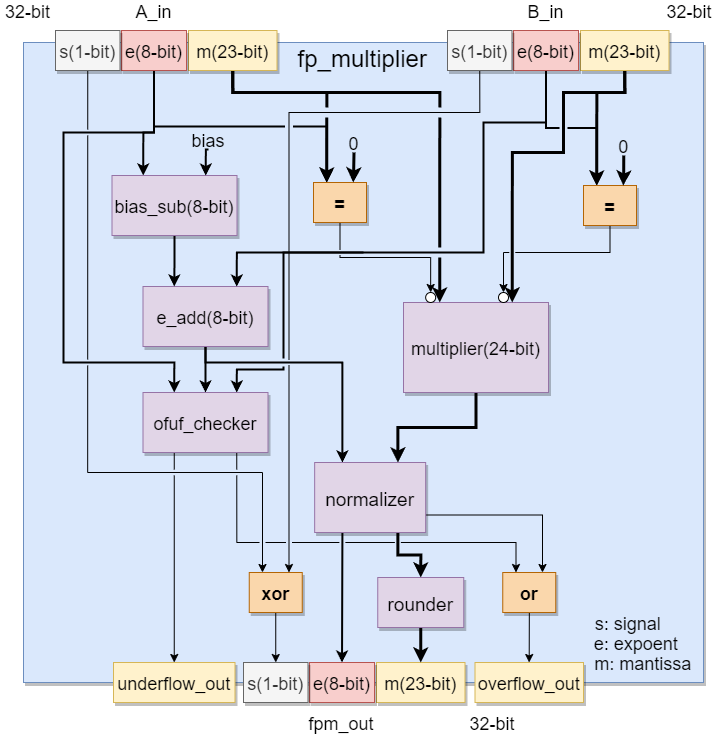 32-bit A_in B_in 32-bit
s(1-bit) e(8-bit) m(23-bit) s(1-bit) e(8-bit) m(23-bit)
fp_multiplier
bias 0 0
bias_sub(8-bit) = =
e_add(8-bit)
multiplier(24-bit)
ofuf_checker
normalizer
xor rounder or
s: signal
e: expoent
m: mantissa
underflow_out s(1-bit) e(8-bit) m(23-bit) overflow_out
fpm_out 32-bit